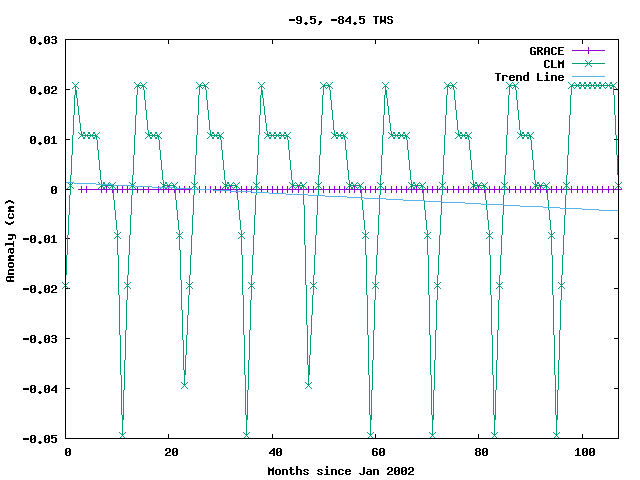 -9.5, -84.5 TWS
GRACE
CLM
Trend Line
0.03
0.02
0.01
0
-0.01
-0.02
-0.03
-0.04
-0.05
Anomaly (cm)
0 20 40 60 80 100
Months since Jan 2002